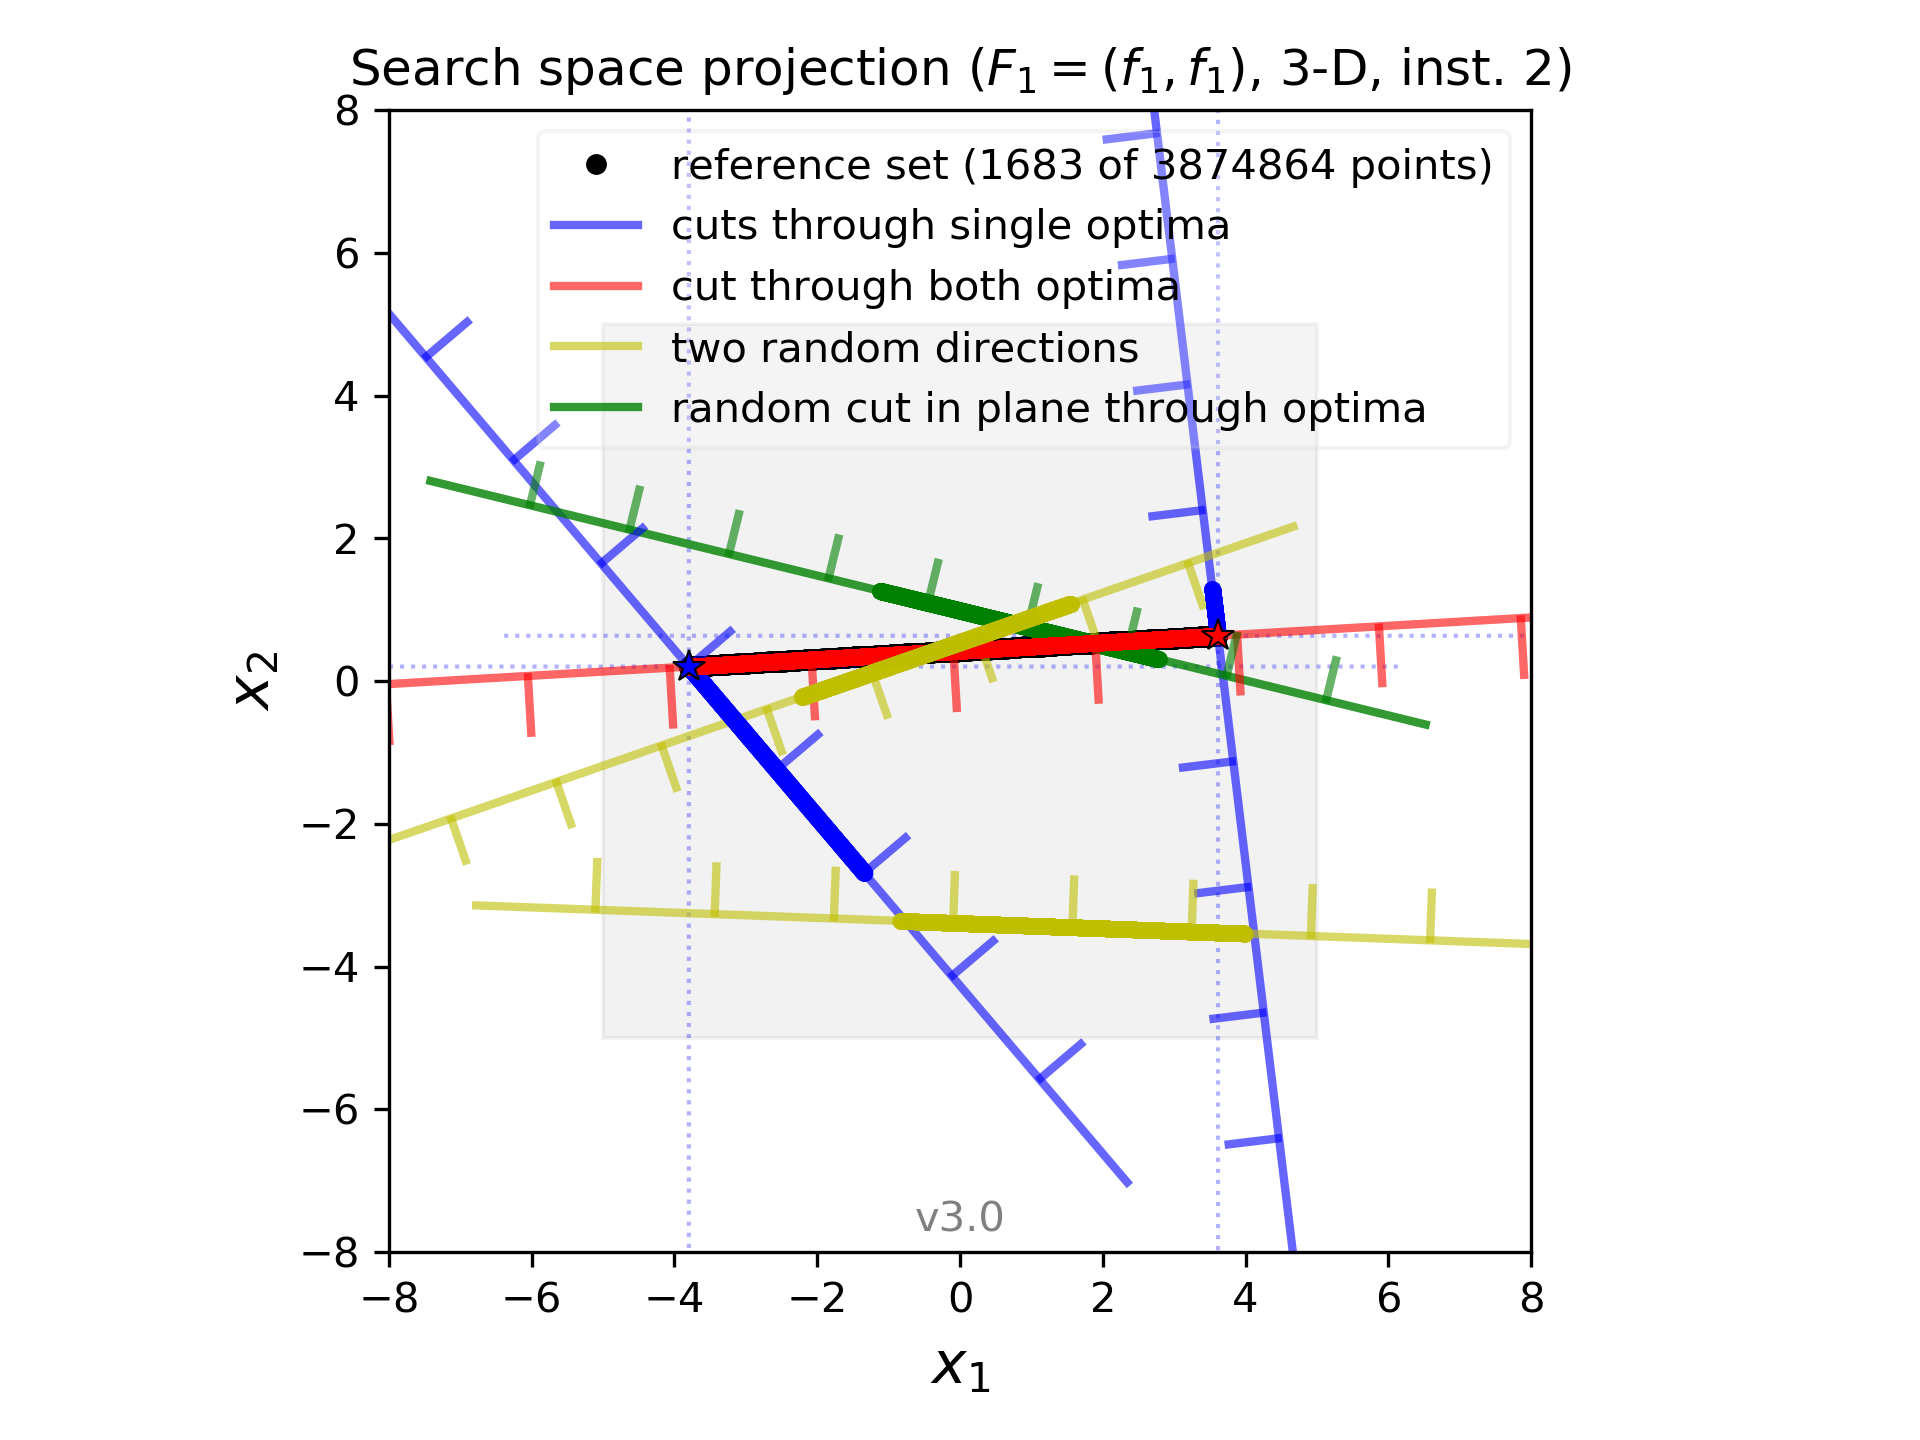 Search space projection (F₁ = (f₁, f₁), 3-D, inst. 2)
8
reference set (1683 of 3874864 points)
cuts through single optima
6
cut through both optima
two random directions
4
random cut in plane through optima
2
x₂
0
−2
−4
−6
v3.0
−8
−8 −6 −4 −2 0 2 4 6 8
x₁